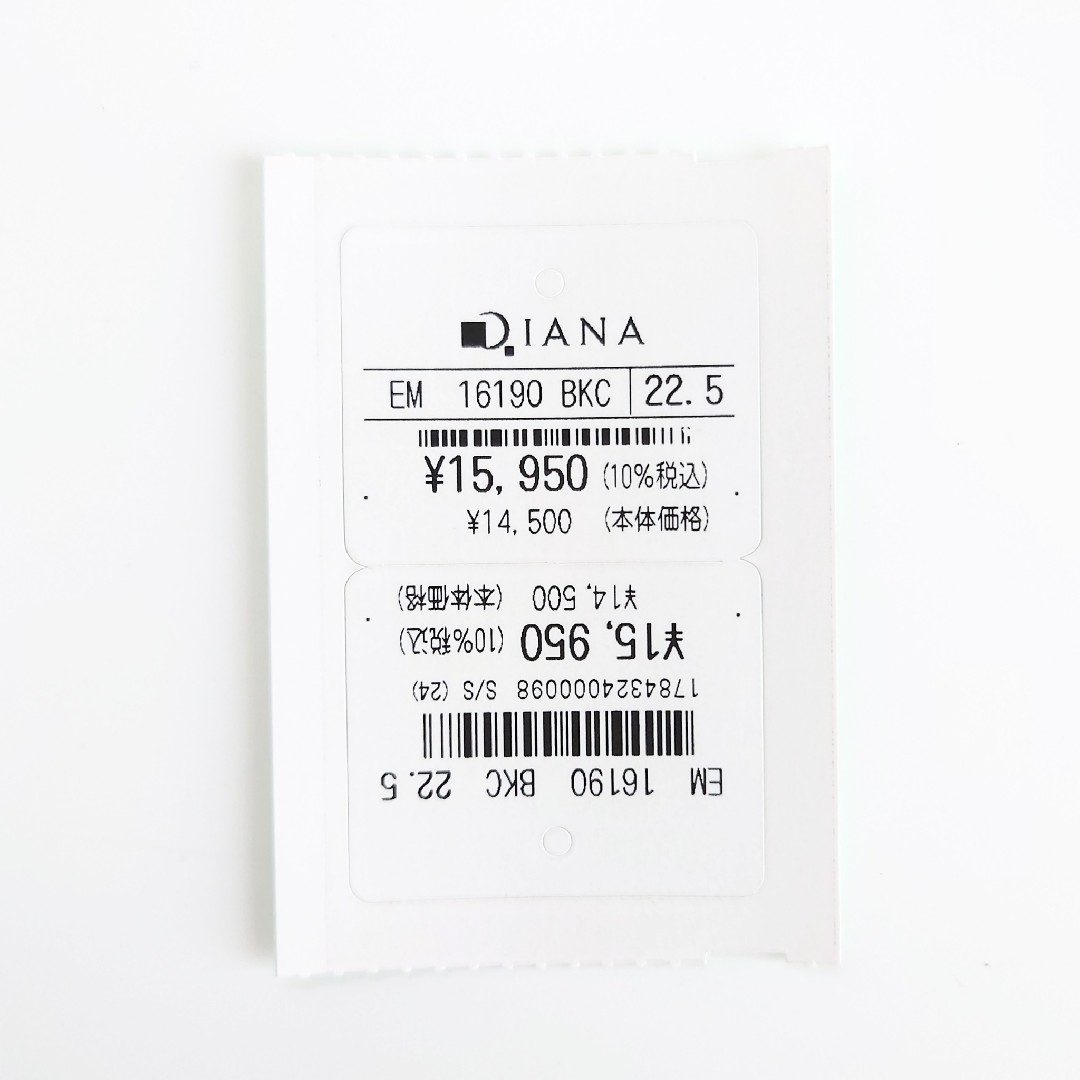 DIANA
EM 16190 BKC 22.5
¥15,950 (10%税込)
¥14,500 (本体価格)
EM 16190 BKC 22.5
1784324000098 S/S (24)
¥15,950 (10%税込)
¥14,500 (本体価格)